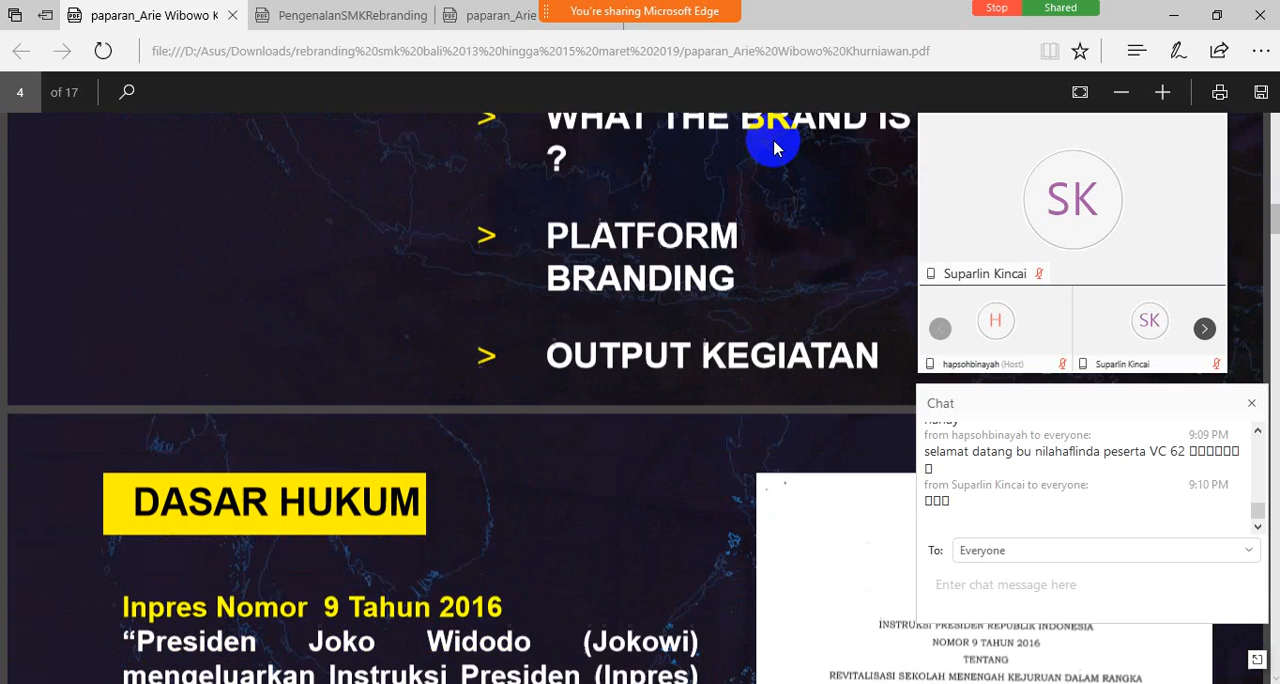 paparan_Arie Wibowo K
PengenalanSMKRebranding
paparan_Arie
You're sharing Microsoft Edge
Stop
Shared
file:///D:/Asus/Downloads/rebranding%20smk%20bali%2013%20hingga%2015%20maret%202019/paparan_Arie%20Wibowo%20Khurniawan.pdf
4
of 17
> WHAT THE BRAND IS
?
> PLATFORM
BRANDING
> OUTPUT KEGIATAN
SK
Suparlin Kincai
H
SK
hapsohbinayah (Host)
Suparlin Kincai
Chat
from hapsohbinayah to everyone: 9:09 PM
selamat datang bu nilahaflinda peserta VC 62
from Suparlin Kincai to everyone: 9:10 PM
To: Everyone
Enter chat message here
DASAR HUKUM
Inpres Nomor 9 Tahun 2016
“Presiden Joko Widodo (Jokowi)
mengeluarkan Instruksi Presiden (Inpres)
INSTRUKSI PRESIDEN REPUBLIK INDONESIA
NOMOR 9 TAHUN 2016
TENTANG
REVITALISASI SEKOLAH MENENGAH KEJURUAN DALAM RANGKA